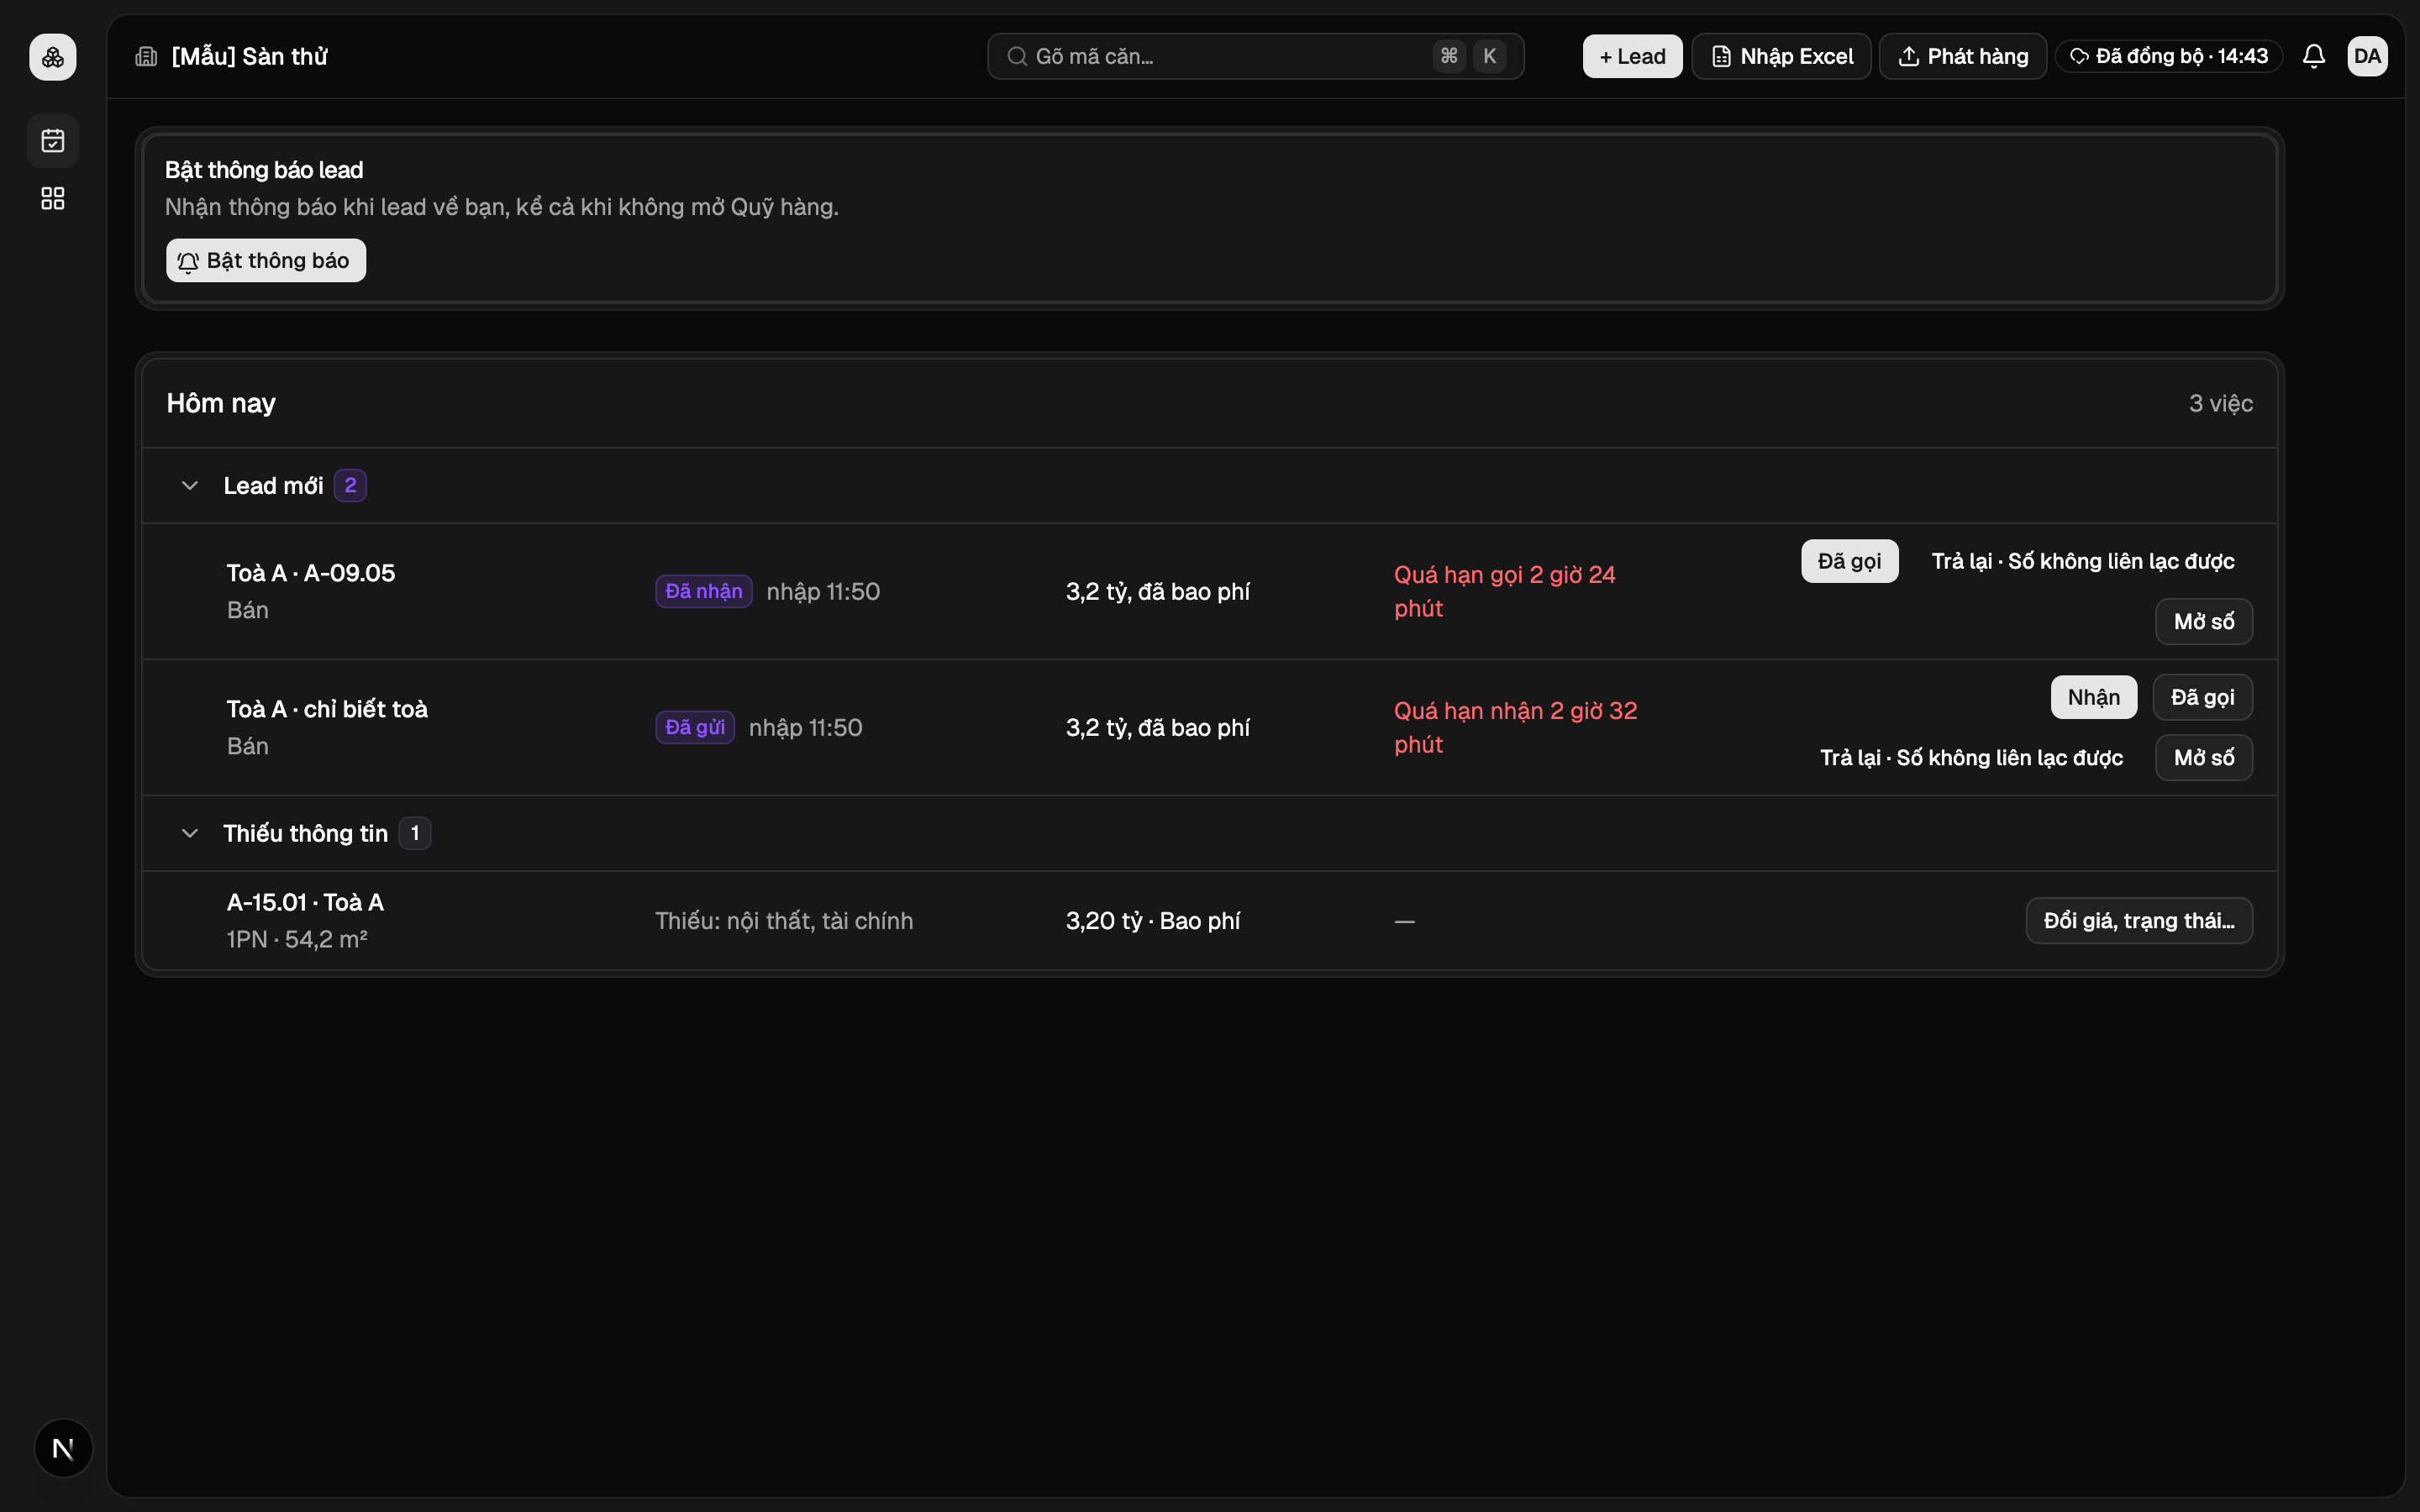 [Mẫu] Sàn thử
Gõ mã căn...
⌘ K
+ Lead
Nhập Excel
Phát hàng
Đã đồng bộ · 14:43
DA
Bật thông báo lead
Nhận thông báo khi lead về bạn, kể cả khi không mở Quỹ hàng.
Bật thông báo
Hôm nay
3 việc
Lead mới 2
Toà A · A-09.05
Bán
Đã nhận nhập 11:50
3,2 tỷ, đã bao phí
Quá hạn gọi 2 giờ 24
phút
Đã gọi
Trả lại · Số không liên lạc được
Mở số
Toà A · chỉ biết toà
Bán
Đã gửi nhập 11:50
3,2 tỷ, đã bao phí
Quá hạn nhận 2 giờ 32
phút
Nhận
Đã gọi
Trả lại · Số không liên lạc được
Mở số
Thiếu thông tin 1
A-15.01 · Toà A
1PN · 54,2 m²
Thiếu: nội thất, tài chính
3,20 tỷ · Bao phí
—
Đổi giá, trạng thái...
N